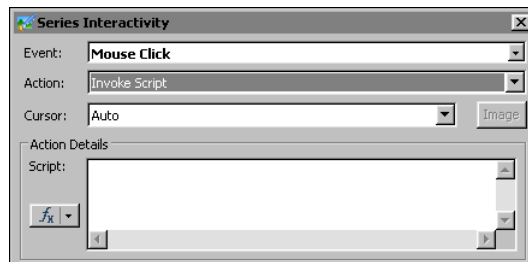 Series Interactivity
Event: Mouse Click
Action: Invoke Script
Cursor: Auto Image
Action Details
Script:
fx